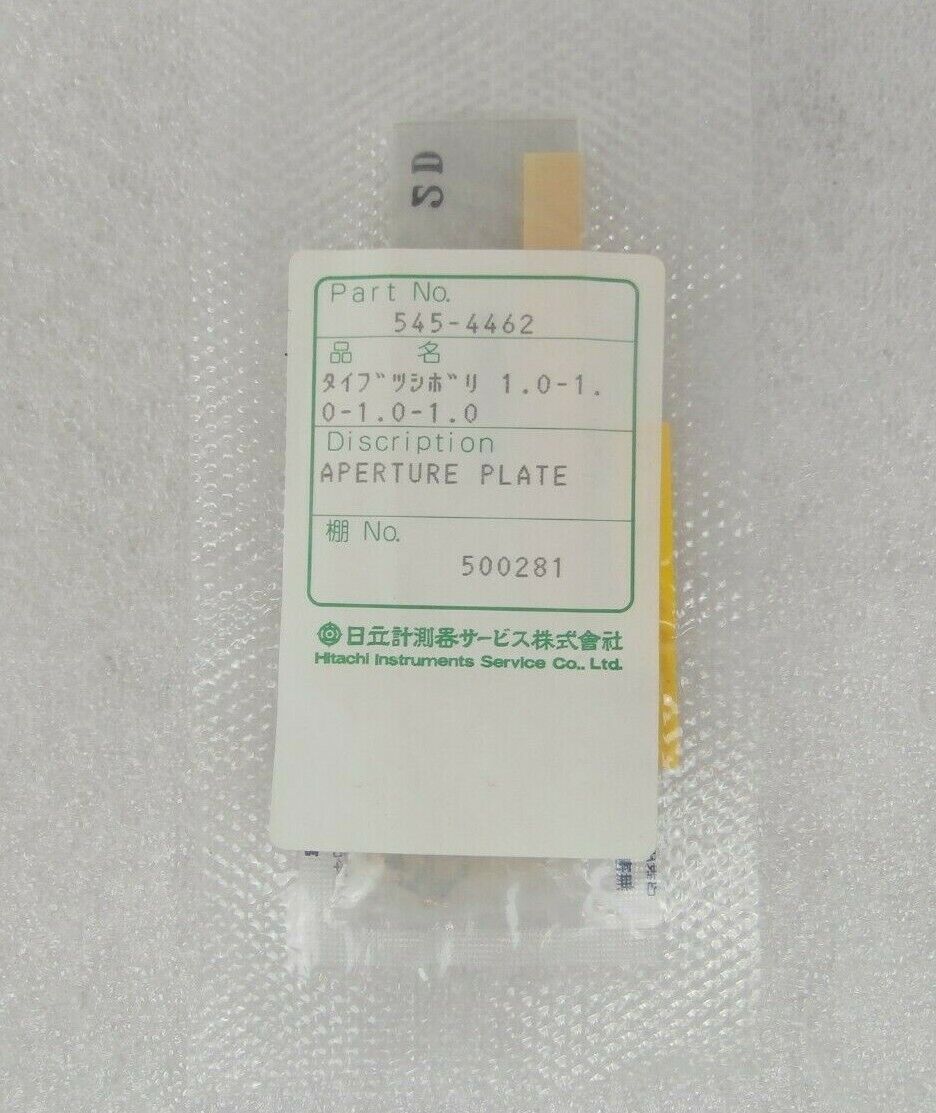 SD
Part No.
545-4462
品 名
タイブツシボリ 1.0-1.
0-1.0-1.0
Discription
APERTURE PLATE
棚 No.
500281
日立計測器サービス株式會社
Hitachi Instruments Service Co., Ltd.